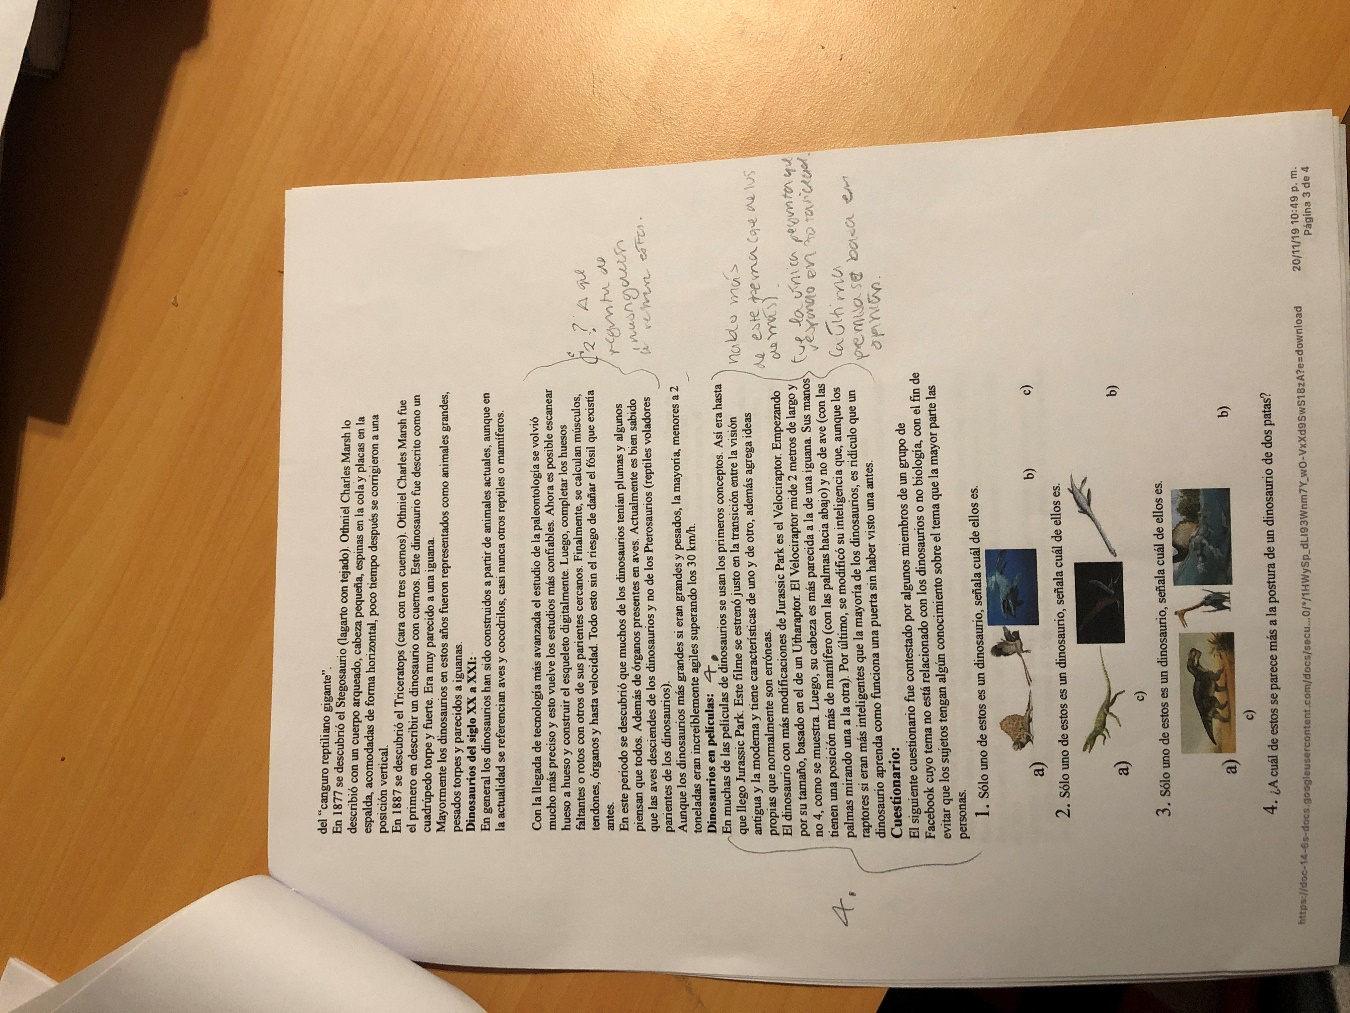 del "canguro reptiliano gigante".
En 1877 se descubrió el Stegosaurio (lagarto con tejado). Othniel Charles Marsh lo
describió con un cuerpo arqueado, cabeza pequeña, espinas en la cola y placas en la
espalda, acomodadas de forma horizontal, poco tiempo después se corrigieron a una
posición vertical.
En 1887 se descubrió el Triceratops (cara con tres cuernos). Othniel Charles Marsh fue
el primero en describir un dinosaurio con cuernos. Este dinosaurio fue descrito como un
cuadrúpedo torpe y fuerte. Era muy parecido a una iguana.
Mayormente los dinosaurios en estos años fueron representados como animales grandes,
pesados torpes y parecidos a iguanas.
Dinosaurios del siglo XX a XXI:
En general los dinosaurios han sido construidos a partir de animales actuales, aunque en
la actualidad se referencian aves y cocodrilos, casi nunca otros reptiles o mamíferos.
Con la llegada de tecnología más avanzada el estudio de la paleontología se volvió
mucho más preciso y esto vuelve los estudios más confiables. Ahora es posible escanear
hueso a hueso y construir el esqueleto digitalmente. Luego, completar los huesos
faltantes o rotos con otros de sus parientes cercanos. Finalmente, se calculan músculos,
tendones, órganos y hasta velocidad. Todo esto sin el riesgo de dañar el fósil que existía
antes.
¿2? A que
pregunta de
investigación
se refieren estos.
En este período se descubrió que muchos de los dinosaurios tenían plumas y algunos
piensan que todos. Además de órganos presentes en aves. Actualmente es bien sabido
que las aves descienden de los dinosaurios y no de los Pterosaurios (reptiles voladores
parientes de los dinosaurios).
Aunque los dinosaurios más grandes si eran grandes y pesados, la mayoría, menores a 2
toneladas eran increíblemente agiles superando los 30 km/h.
Dinosaurios en películas: 4.
En muchas de las películas de dinosaurios se usan los primeros conceptos. Así era hasta
que llego Jurassic Park. Este filme se estrenó justo en la transición entre la visión
antigua y la moderna y tiene características de uno y de otro, además agrega ideas
propias que normalmente son erróneas.
El dinosaurio con más modificaciones de Jurassic Park es el Velociraptor. Empezando
por su tamaño, basado en el de un Utharaptor. El Velociraptor mide 2 metros de largo y
no 4, como se muestra. Luego, su cabeza es más parecida a la de una iguana. Sus manos
tienen una posición más de mamífero (con las palmas hacia abajo) y no de ave (con las
palmas mirando una a la otra). Por último, se modificó su inteligencia que, aunque los
raptores si eran más inteligentes que la mayoría de los dinosaurios, es ridículo que un
dinosaurio aprenda como funciona una puerta sin haber visto una antes.
4.
hablo más
de este tema (que de los
demás).
fue la única pregunta que
respondió en su totalidad.
la última
premisa se basa en
opinión.
Cuestionario:
El siguiente cuestionario fue contestado por algunos miembros de un grupo de
Facebook cuyo tema no está relacionado con los dinosaurios o no biología, con el fin de
evitar que los sujetos tengan algún conocimiento sobre el tema que la mayor parte las
personas.
1. Sólo uno de estos es un dinosaurio, señala cuál de ellos es.
a) b) c)
2. Sólo uno de estos es un dinosaurio, señala cuál de ellos es.
a) c) b)
3. Sólo uno de estos es un dinosaurio, señala cuál de ellos es.
a) b)
c)
4. ¿A cuál de estos se parece más a la postura de un dinosaurio de dos patas?
https://doc-14-6s-docs.googleusercontent.com/docs/secu…0/*/1HWySp_dLI93Wnm7Y_wO-VxXd9SwS1BzA?e=download
20/11/19 10:49 p. m.
Página 3 de 4